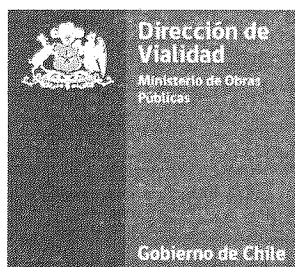 Dirección de
Vialidad
Ministerio de Obras
Públicas
Gobierno de Chile